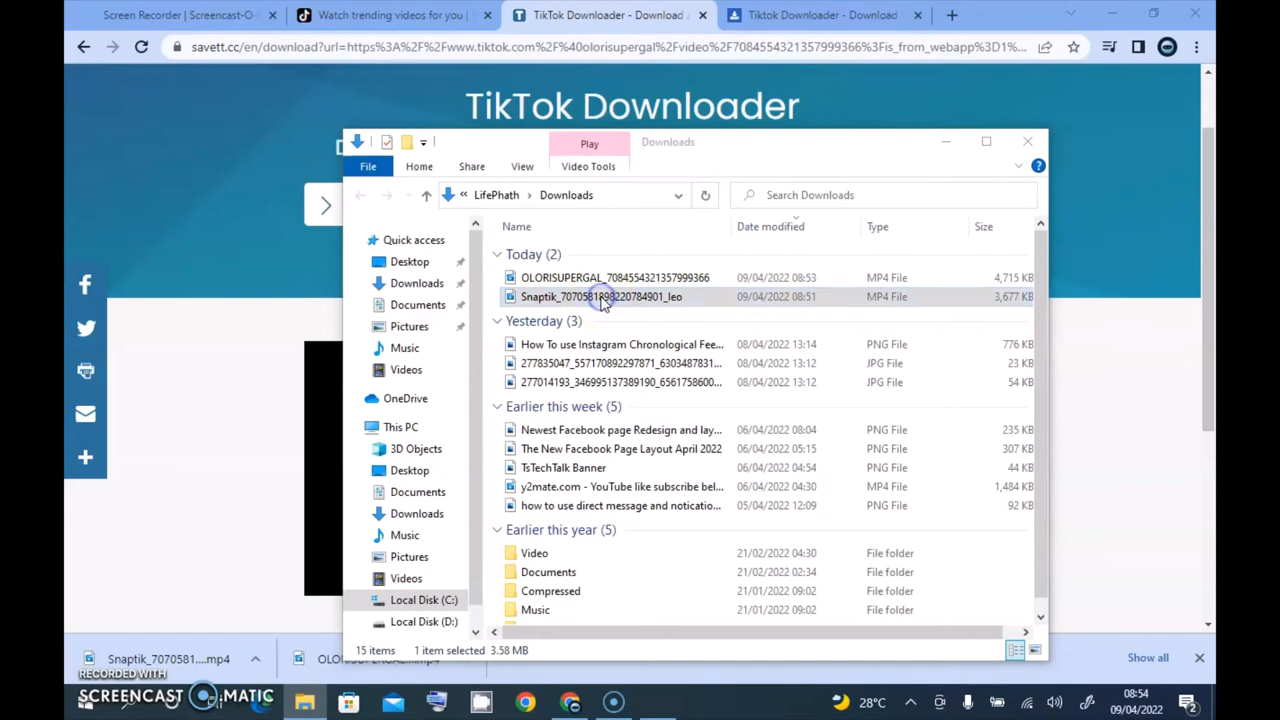 Screen Recorder | Screencast-O-
Watch trending videos for you |
TikTok Downloader - Download
Tiktok Downloader - Download
savett.cc/en/download?url=https%3A%2F%2Fwww.tiktok.com%2F%40olorisupergal%2Fvideo%2F7084554321357999366%3Fis_from_webapp%3D1%...
TikTok Downloader
D
Play
Downloads
File
Home
Share
View
Video Tools
LifePhath
Downloads
Search Downloads
Name
Date modified
Type
Size
Quick access
Desktop
Downloads
Documents
Pictures
Music
Videos
OneDrive
This PC
3D Objects
Desktop
Documents
Downloads
Music
Pictures
Videos
Local Disk (C:)
Local Disk (D:)
Today (2)
OLORISUPERGAL_7084554321357999366 09/04/2022 08:53 MP4 File 4,715 KB
Snaptik_7070581898220784901_leo 09/04/2022 08:51 MP4 File 3,677 KB
Yesterday (3)
How To use Instagram Chronological Fee... 08/04/2022 13:14 PNG File 776 KB
277835047_557170892297871_6303487831... 08/04/2022 13:12 JPG File 23 KB
277014193_346995137389190_6561758600... 08/04/2022 13:12 JPG File 54 KB
Earlier this week (5)
Newest Facebook page Redesign and lay... 06/04/2022 08:04 PNG File 235 KB
The New Facebook Page Layout April 2022 06/04/2022 05:15 PNG File 307 KB
TsTechTalk Banner 06/04/2022 04:54 PNG File 44 KB
y2mate.com - YouTube like subscribe bel... 06/04/2022 04:30 MP4 File 1,484 KB
how to use direct message and noticatio... 05/04/2022 12:09 PNG File 92 KB
Earlier this year (5)
Video 21/02/2022 04:30 File folder
Documents 21/02/2022 02:34 File folder
Compressed 21/01/2022 09:02 File folder
Music 21/01/2022 09:02 File folder
15 items 1 item selected 3.58 MB
Snaptik_7070581....mp4
Show all
RECORDED WITH
SCREENCAST MATIC
28°C
08:54
09/04/2022
2